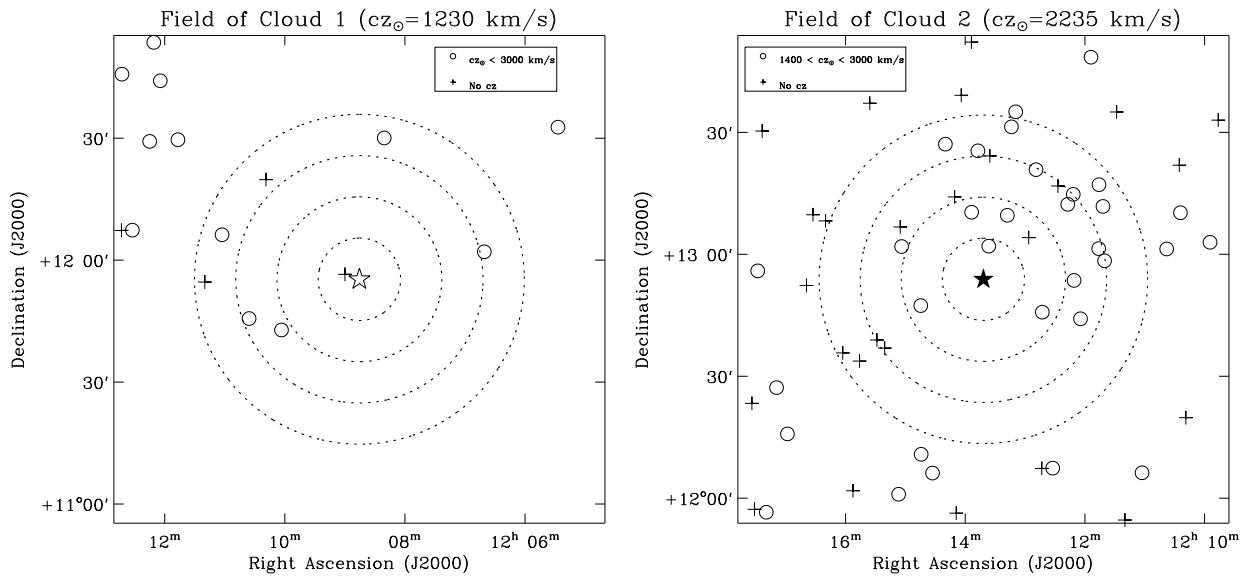 Field of Cloud 1 (cz⊙=1230 km/s)
cz⊙ < 3000 km/s
No cz
30'
+12 00'
30'
+11°00'
12ᵐ 10ᵐ 08ᵐ 12ʰ 06ᵐ
Right Ascension (J2000)
Declination (J2000)
Field of Cloud 2 (cz⊙=2235 km/s)
1400 < cz⊙ < 3000 km/s
No cz
30'
+13 00'
30'
+12°00'
16ᵐ 14ᵐ 12ᵐ 12ʰ 10ᵐ
Right Ascension (J2000)
Declination (J2000)